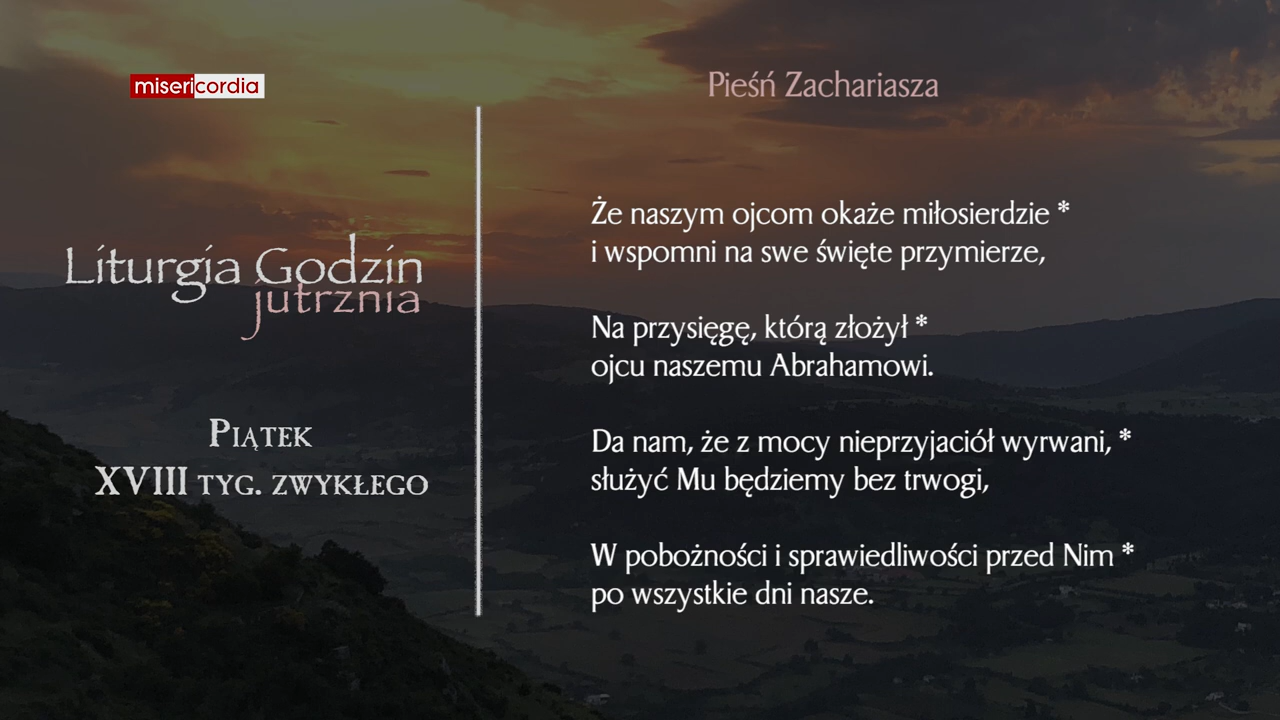 misericordia
Liturgia Godzin
jutrznia
Piątek
XVIII tyg. zwykłego
Pieśń Zachariasza
Że naszym ojcom okaże miłosierdzie *
i wspomni na swe święte przymierze,
Na przysięgę, którą złożył *
ojcu naszemu Abrahamowi.
Da nam, że z mocy nieprzyjaciół wyrwani, *
służyć Mu będziemy bez trwogi,
W pobożności i sprawiedliwości przed Nim *
po wszystkie dni nasze.